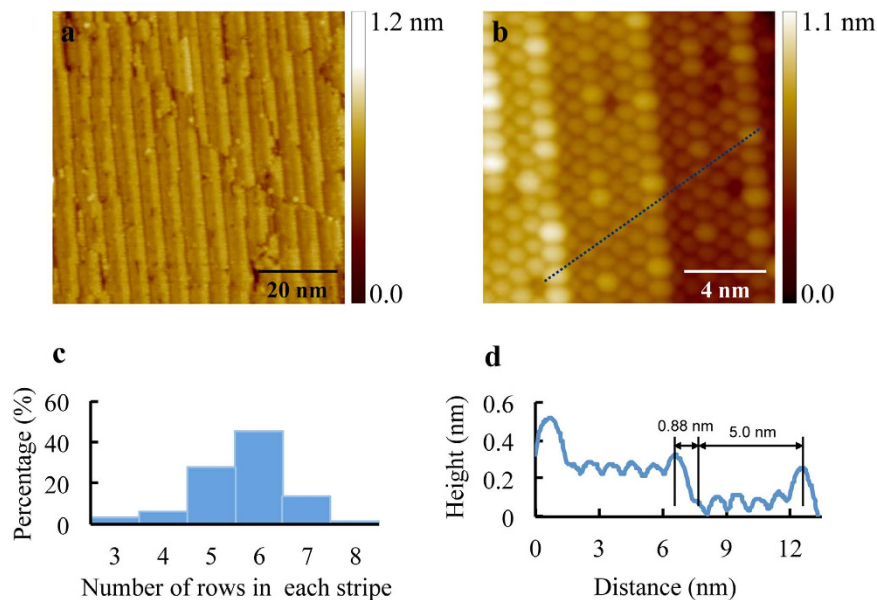 a
1.2 nm
20 nm
0.0
b
1.1 nm
4 nm
0.0
c
Percentage (%)
60
40
20
0
3 4 5 6 7 8
Number of rows in each stripe
d
Height (nm)
0.6
0.4
0.2
0
0.88 nm
5.0 nm
0 3 6 9 12
Distance (nm)